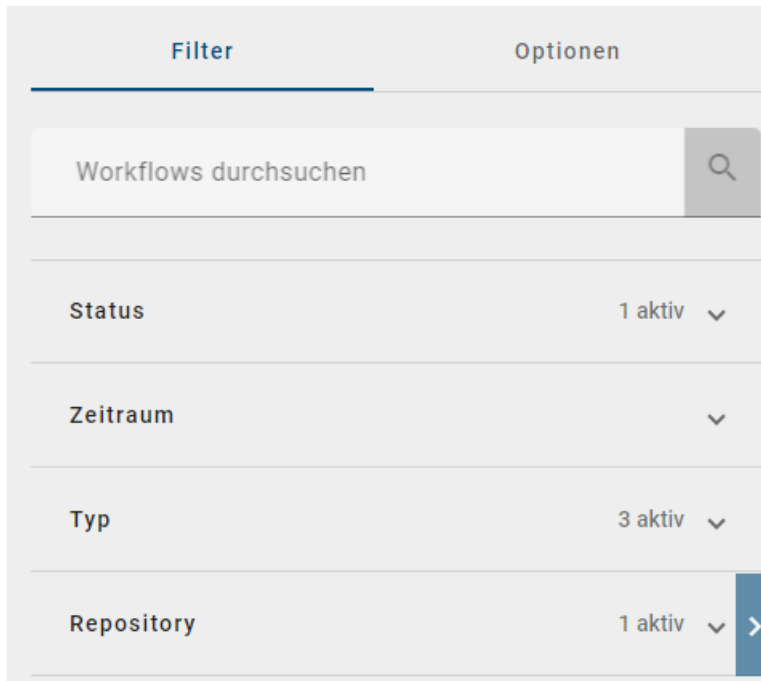 Filter Optionen
Workflows durchsuchen
Status 1 aktiv
Zeitraum
Typ 3 aktiv
Repository 1 aktiv